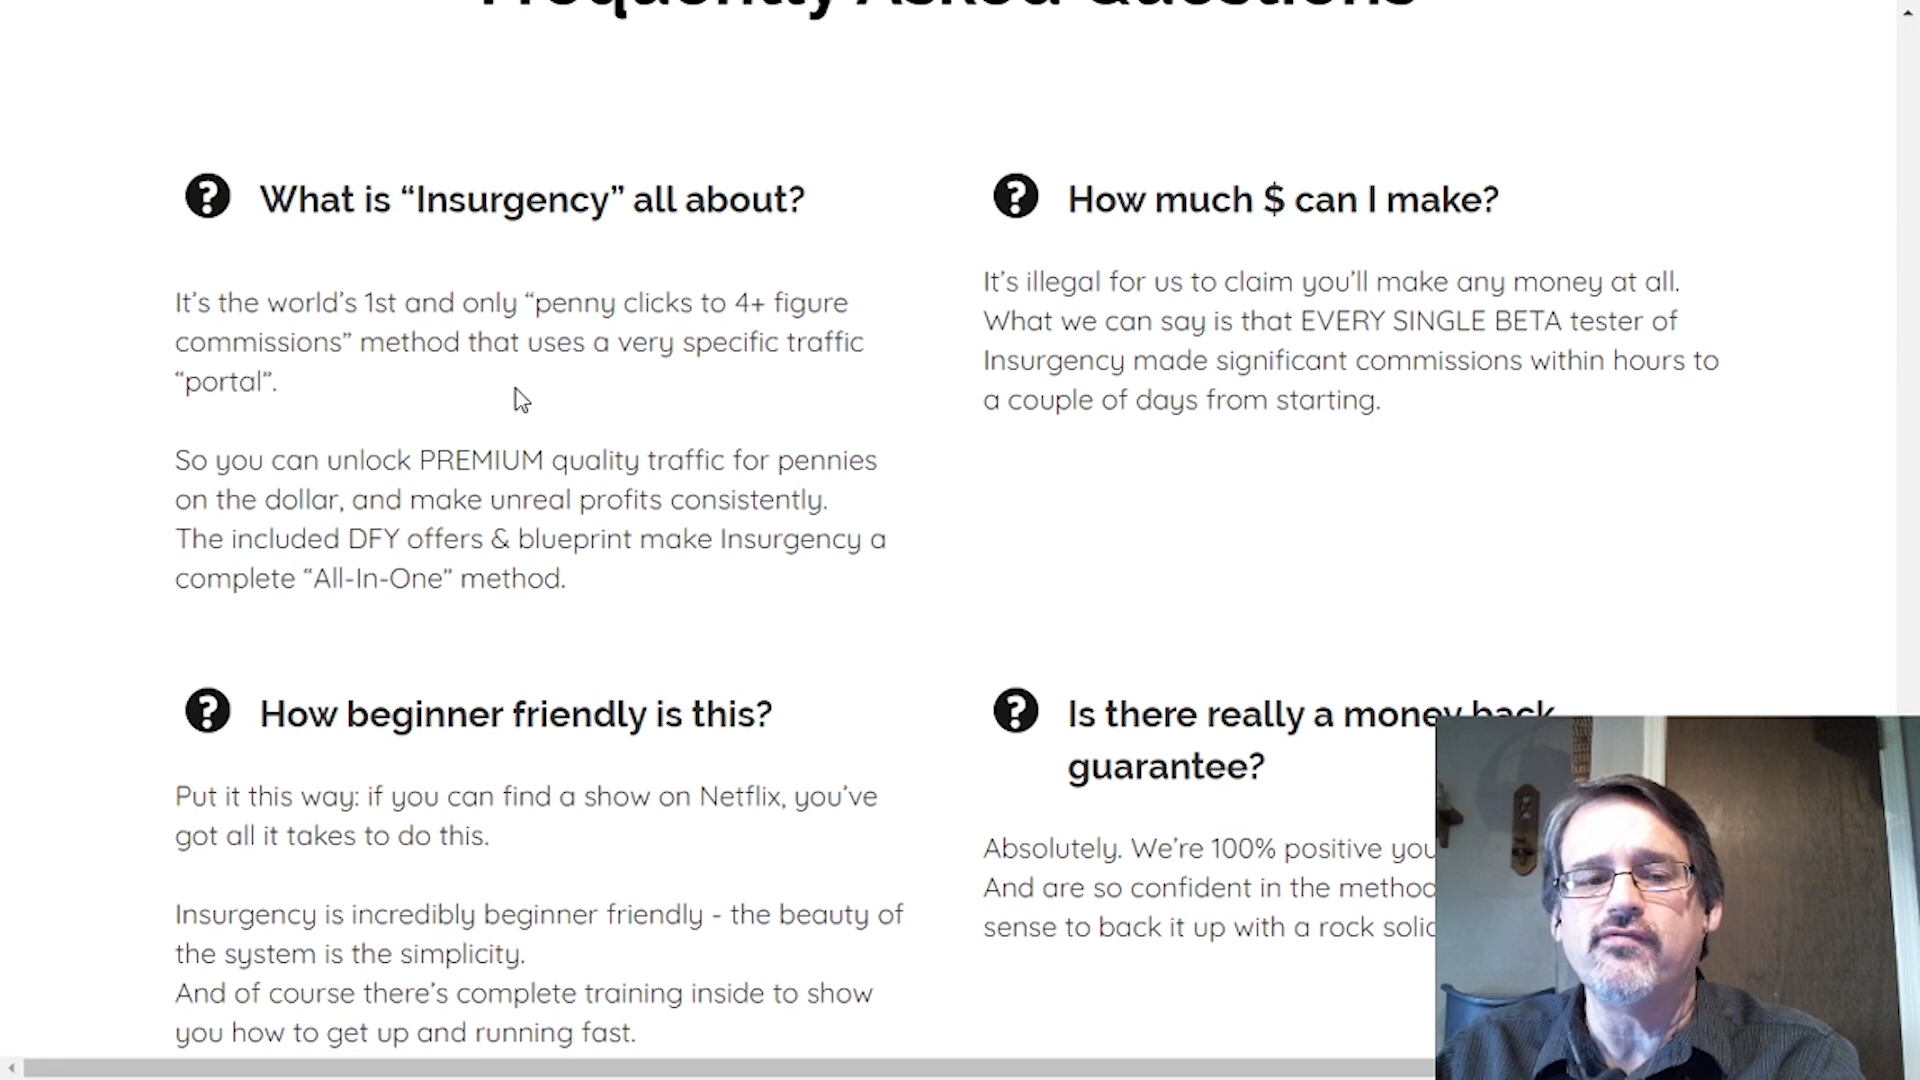 Frequently Asked Questions
What is “Insurgency” all about?
It’s the world’s 1st and only “penny clicks to 4+ figure
commissions” method that uses a very specific traffic
“portal”.
So you can unlock PREMIUM quality traffic for pennies
on the dollar, and make unreal profits consistently.
The included DFY offers & blueprint make Insurgency a
complete “All-In-One” method.
How much $ can I make?
It’s illegal for us to claim you’ll make any money at all.
What we can say is that EVERY SINGLE BETA tester of
Insurgency made significant commissions within hours to
a couple of days from starting.
How beginner friendly is this?
Put it this way: if you can find a show on Netflix, you’ve
got all it takes to do this.
Insurgency is incredibly beginner friendly - the beauty of
the system is the simplicity.
And of course there’s complete training inside to show
you how to get up and running fast.
Is there really a money back
guarantee?
Absolutely. We’re 100% positive
And are so confident in the
sense to back it up with a rock